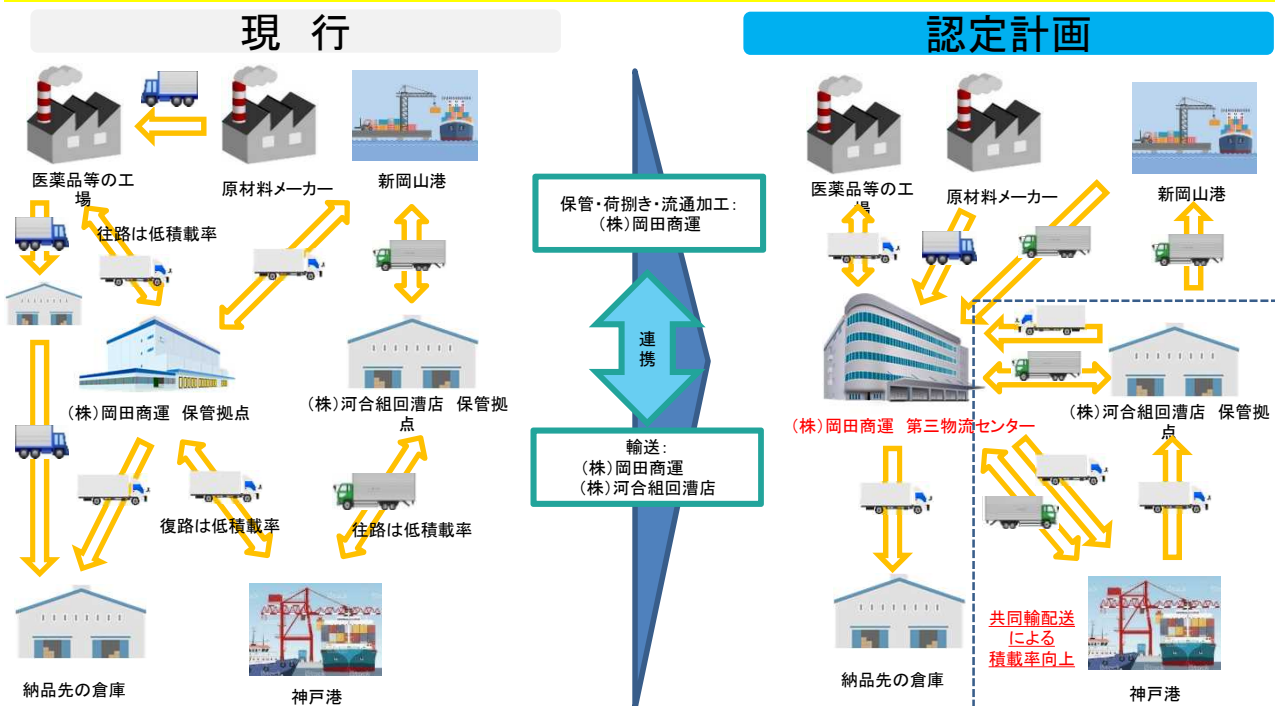 現 行
医薬品等の工
場
原材料メーカー
新岡山港
往路は低積載率
(株)岡田商運 保管拠点
(株)河合組回漕店 保管拠
点
復路は低積載率
往路は低積載率
納品先の倉庫
神戸港
保管・荷捌き・流通加工:
(株)岡田商運
連
携
輸送:
(株)岡田商運
(株)河合組回漕店
認定計画
医薬品等の工
場
原材料メーカー
新岡山港
(株)岡田商運 第三物流センター
(株)河合組回漕店 保管拠
点
共同輸配送
による
積載率向上
納品先の倉庫
神戸港